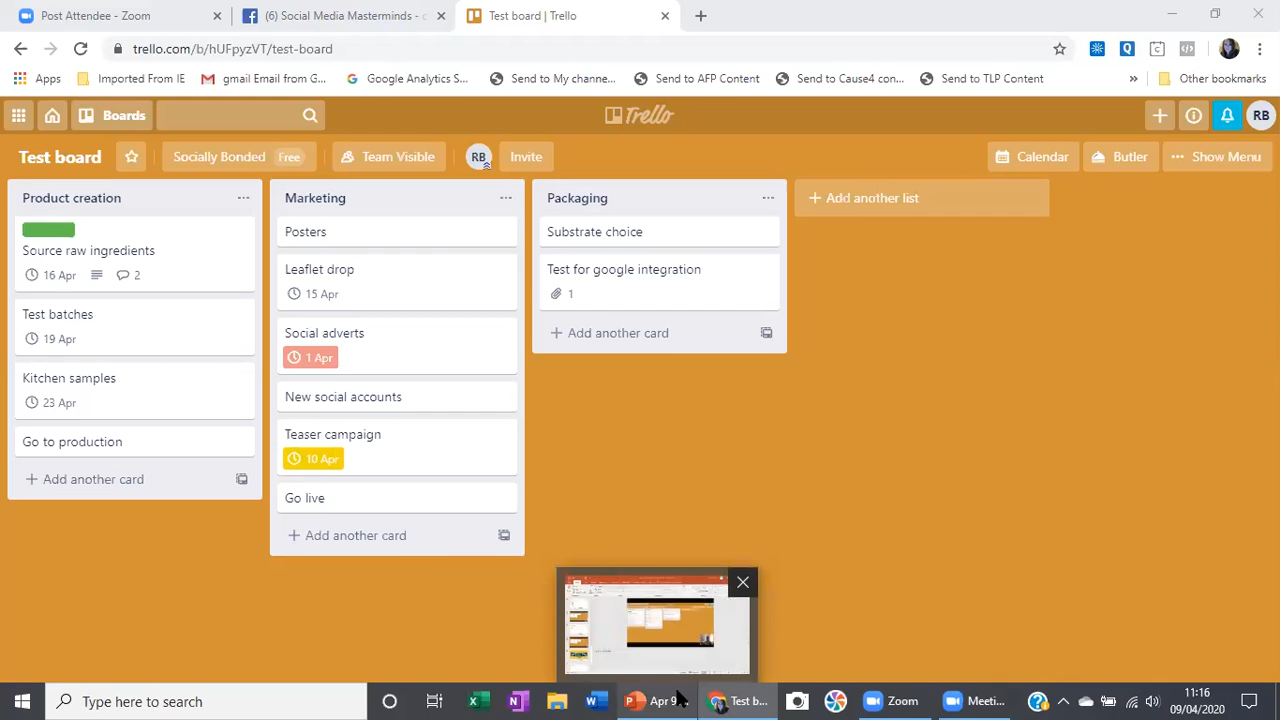 Post Attendee - Zoom
(6) Social Media Masterminds - c
Test board | Trello
trello.com/b/hUFpyzVT/test-board
Apps
Imported From IE
gmail Email from G...
Google Analytics S...
Send to My channe...
Send to AFP Content
Send to Cause4 con...
Send to TLP Content
»
Other bookmarks
Boards
Trello
RB
Test board
Socially Bonded Free
Team Visible
RB
Invite
Calendar
Butler
Show Menu
Product creation
Source raw ingredients
16 Apr
2
Test batches
19 Apr
Kitchen samples
23 Apr
Go to production
+ Add another card
Marketing
Posters
Leaflet drop
15 Apr
Social adverts
1 Apr
New social accounts
Teaser campaign
10 Apr
Go live
+ Add another card
Packaging
Substrate choice
Test for google integration
1
+ Add another card
+ Add another list
Type here to search
Apr 9
Test b...
Zoom
Meeti...
11:16
09/04/2020